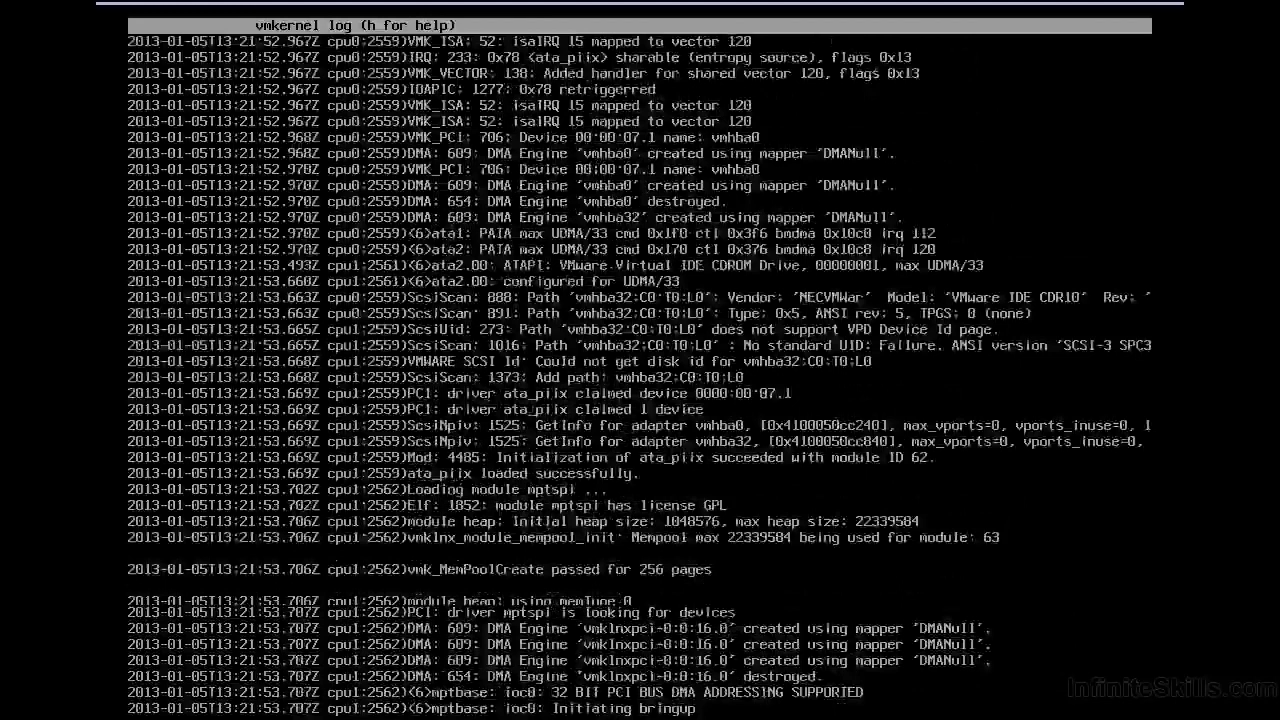 vmkernel log (h for help)
2013-01-05T13:21:52.967Z cpu0:2559)VMK_ISA: 52: isaIRQ 15 mapped to vector 120
2013-01-05T13:21:52.967Z cpu0:2559)IRQ: 233: 0x78 <ata_piix> sharable (entropy source), flags 0x13
2013-01-05T13:21:52.967Z cpu0:2559)VMK_VECTOR: 138: Added handler for shared vector 120, flags 0x13
2013-01-05T13:21:52.967Z cpu0:2559)IOAPIC: 1277: 0x78 retriggerred
2013-01-05T13:21:52.967Z cpu0:2559)VMK_ISA: 52: isaIRQ 15 mapped to vector 120
2013-01-05T13:21:52.967Z cpu0:2559)VMK_ISA: 52: isaIRQ 15 mapped to vector 120
2013-01-05T13:21:52.968Z cpu0:2559)VMK_PCI: 706: Device 00:00:07.1 name: vmhba0
2013-01-05T13:21:52.968Z cpu0:2559)DMA: 609: DMA Engine 'vmhba0' created using mapper 'DMANull'.
2013-01-05T13:21:52.970Z cpu0:2559)VMK_PCI: 706: Device 00:00:07.1 name: vmhba0
2013-01-05T13:21:52.970Z cpu0:2559)DMA: 609: DMA Engine 'vmhba0' created using mapper 'DMANull'.
2013-01-05T13:21:52.970Z cpu0:2559)DMA: 654: DMA Engine 'vmhba0' destroyed.
2013-01-05T13:21:52.970Z cpu0:2559)DMA: 609: DMA Engine 'vmhba32' created using mapper 'DMANull'.
2013-01-05T13:21:52.970Z cpu0:2559)<6>ata1: PATA max UDMA/33 cmd 0x1f0 ctl 0x3f6 bmdma 0x10c0 irq 112
2013-01-05T13:21:52.970Z cpu0:2559)<6>ata2: PATA max UDMA/33 cmd 0x170 ctl 0x376 bmdma 0x10c8 irq 120
2013-01-05T13:21:53.493Z cpu1:2561)<6>ata2.00: ATAPI: VMware Virtual IDE CDROM Drive, 00000001, max UDMA/33
2013-01-05T13:21:53.660Z cpu1:2561)<6>ata2.00: configured for UDMA/33
2013-01-05T13:21:53.663Z cpu0:2559)ScsiScan: 888: Path 'vmhba32:C0:T0:L0': Vendor: 'NECVMWar' Model: 'VMware IDE CDR10' Rev: '
2013-01-05T13:21:53.663Z cpu0:2559)ScsiScan: 891: Path 'vmhba32:C0:T0:L0': Type: 0x5, ANSI rev: 5, TPGS: 0 (none)
2013-01-05T13:21:53.665Z cpu1:2559)ScsiUid: 273: Path 'vmhba32:C0:T0:L0' does not support VPD Device Id page.
2013-01-05T13:21:53.665Z cpu1:2559)ScsiScan: 1016: Path 'vmhba32:C0:T0:L0' : No standard UID: Failure. ANSI version 'SCSI-3 SPC3
2013-01-05T13:21:53.668Z cpu1:2559)VMWARE SCSI Id: Could not get disk id for vmhba32:C0:T0:L0
2013-01-05T13:21:53.668Z cpu1:2559)ScsiScan: 1373: Add path: vmhba32:C0:T0:L0
2013-01-05T13:21:53.669Z cpu1:2559)PCI: driver ata_piix claimed device 0000:00:07.1
2013-01-05T13:21:53.669Z cpu1:2559)PCI: driver ata_piix claimed 1 device
2013-01-05T13:21:53.669Z cpu1:2559)ScsiNpiv: 1525: GetInfo for adapter vmhba0, [0x4100050cc240], max_vports=0, vports_inuse=0, l
2013-01-05T13:21:53.669Z cpu1:2559)ScsiNpiv: 1525: GetInfo for adapter vmhba32, [0x4100050cc840], max_vports=0, vports_inuse=0,
2013-01-05T13:21:53.669Z cpu1:2559)Mod: 4485: Initialization of ata_piix succeeded with module ID 62.
2013-01-05T13:21:53.669Z cpu1:2559)ata_piix loaded successfully.
2013-01-05T13:21:53.702Z cpu1:2562)Loading module mptspi ...
2013-01-05T13:21:53.703Z cpu1:2562)Elf: 1852: module mptspi has license GPL
2013-01-05T13:21:53.706Z cpu1:2562)module heap: Initial heap size: 1048576, max heap size: 22339584
2013-01-05T13:21:53.706Z cpu1:2562)vmklnx_module_mempool_init: Mempool max 22339584 being used for module: 63
2013-01-05T13:21:53.706Z cpu1:2562)vmk_MemPoolCreate passed for 256 pages
2013-01-05T13:21:53.706Z cpu1:2562)module heap: using memType 0
2013-01-05T13:21:53.707Z cpu1:2562)PCI: driver mptspi is looking for devices
2013-01-05T13:21:53.707Z cpu1:2562)DMA: 609: DMA Engine 'vmklnxpci-0:0:16.0' created using mapper 'DMANull'.
2013-01-05T13:21:53.707Z cpu1:2562)DMA: 609: DMA Engine 'vmklnxpci-0:0:16.0' created using mapper 'DMANull'.
2013-01-05T13:21:53.707Z cpu1:2562)DMA: 609: DMA Engine 'vmklnxpci-0:0:16.0' created using mapper 'DMANull'.
2013-01-05T13:21:53.707Z cpu1:2562)DMA: 654: DMA Engine 'vmklnxpci-0:0:16.0' destroyed.
2013-01-05T13:21:53.707Z cpu1:2562)<6>mptbase: ioc0: 32 BIT PCI BUS DMA ADDRESSING SUPPORTED
2013-01-05T13:21:53.707Z cpu1:2562)<6>mptbase: ioc0: Initiating bringup
InfiniteSkills.com